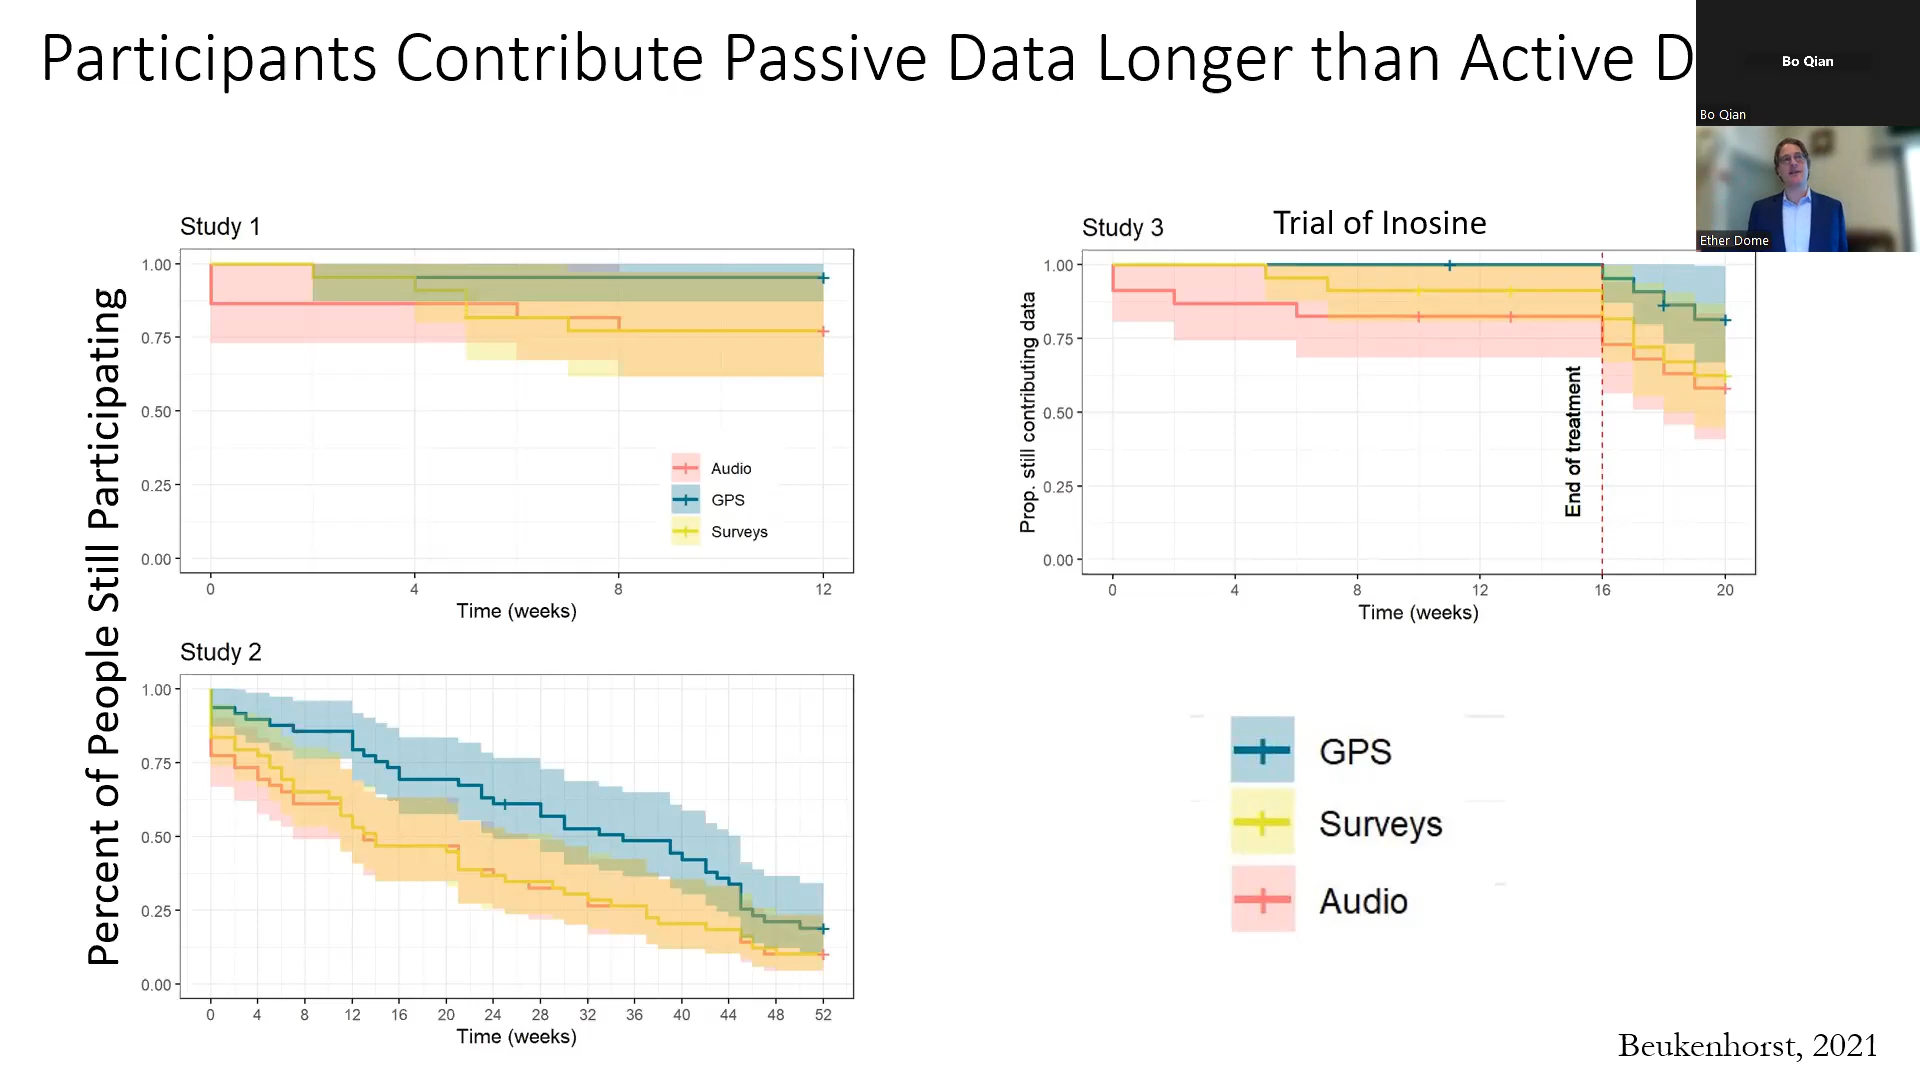 Participants Contribute Passive Data Longer than Active D
Bo Qian
Bo Qian
Ether Dome
Percent of People Still Participating
Study 1
1.00
0.75
0.50
0.25
0.00
Audio
GPS
Surveys
0 4 8 12
Time (weeks)
Study 3
Trial of Inosine
Prop. still contributing data
1.00
0.75
0.50
0.25
0.00
End of treatment
0 4 8 12 16 20
Time (weeks)
Study 2
1.00
0.75
0.50
0.25
0.00
0 4 8 12 16 20 24 28 32 36 40 44 48 52
Time (weeks)
GPS
Surveys
Audio
Beukenhorst, 2021